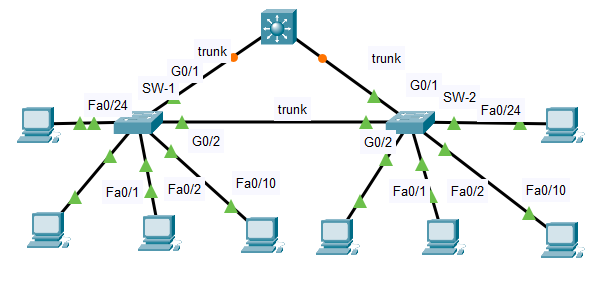 trunk
trunk
G0/1
G0/1
SW-1
SW-2
Fa0/24
trunk
Fa0/24
G0/2
G0/2
Fa0/1
Fa0/2
Fa0/10
Fa0/1
Fa0/2
Fa0/10